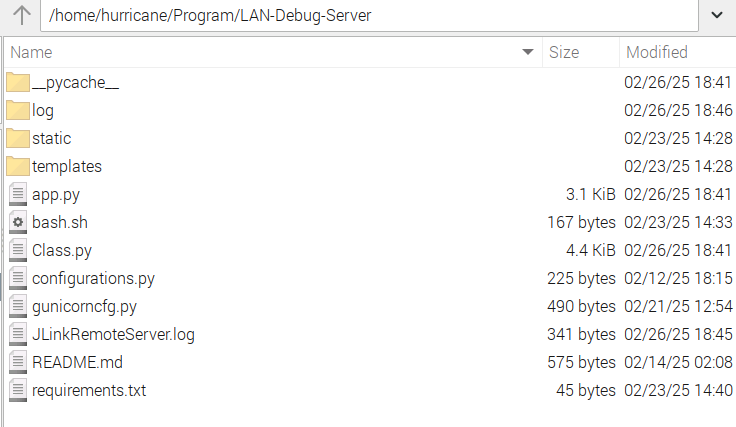 /home/hurricane/Program/LAN-Debug-Server
Name Size Modified
__pycache__ 02/26/25 18:41
log 02/26/25 18:46
static 02/23/25 14:28
templates 02/23/25 14:28
app.py 3.1 KiB 02/26/25 18:41
bash.sh 167 bytes 02/23/25 14:33
Class.py 4.4 KiB 02/26/25 18:41
configurations.py 225 bytes 02/12/25 18:15
gunicorncfg.py 490 bytes 02/21/25 12:54
JLinkRemoteServer.log 341 bytes 02/26/25 18:45
README.md 575 bytes 02/14/25 02:08
requirements.txt 45 bytes 02/23/25 14:40